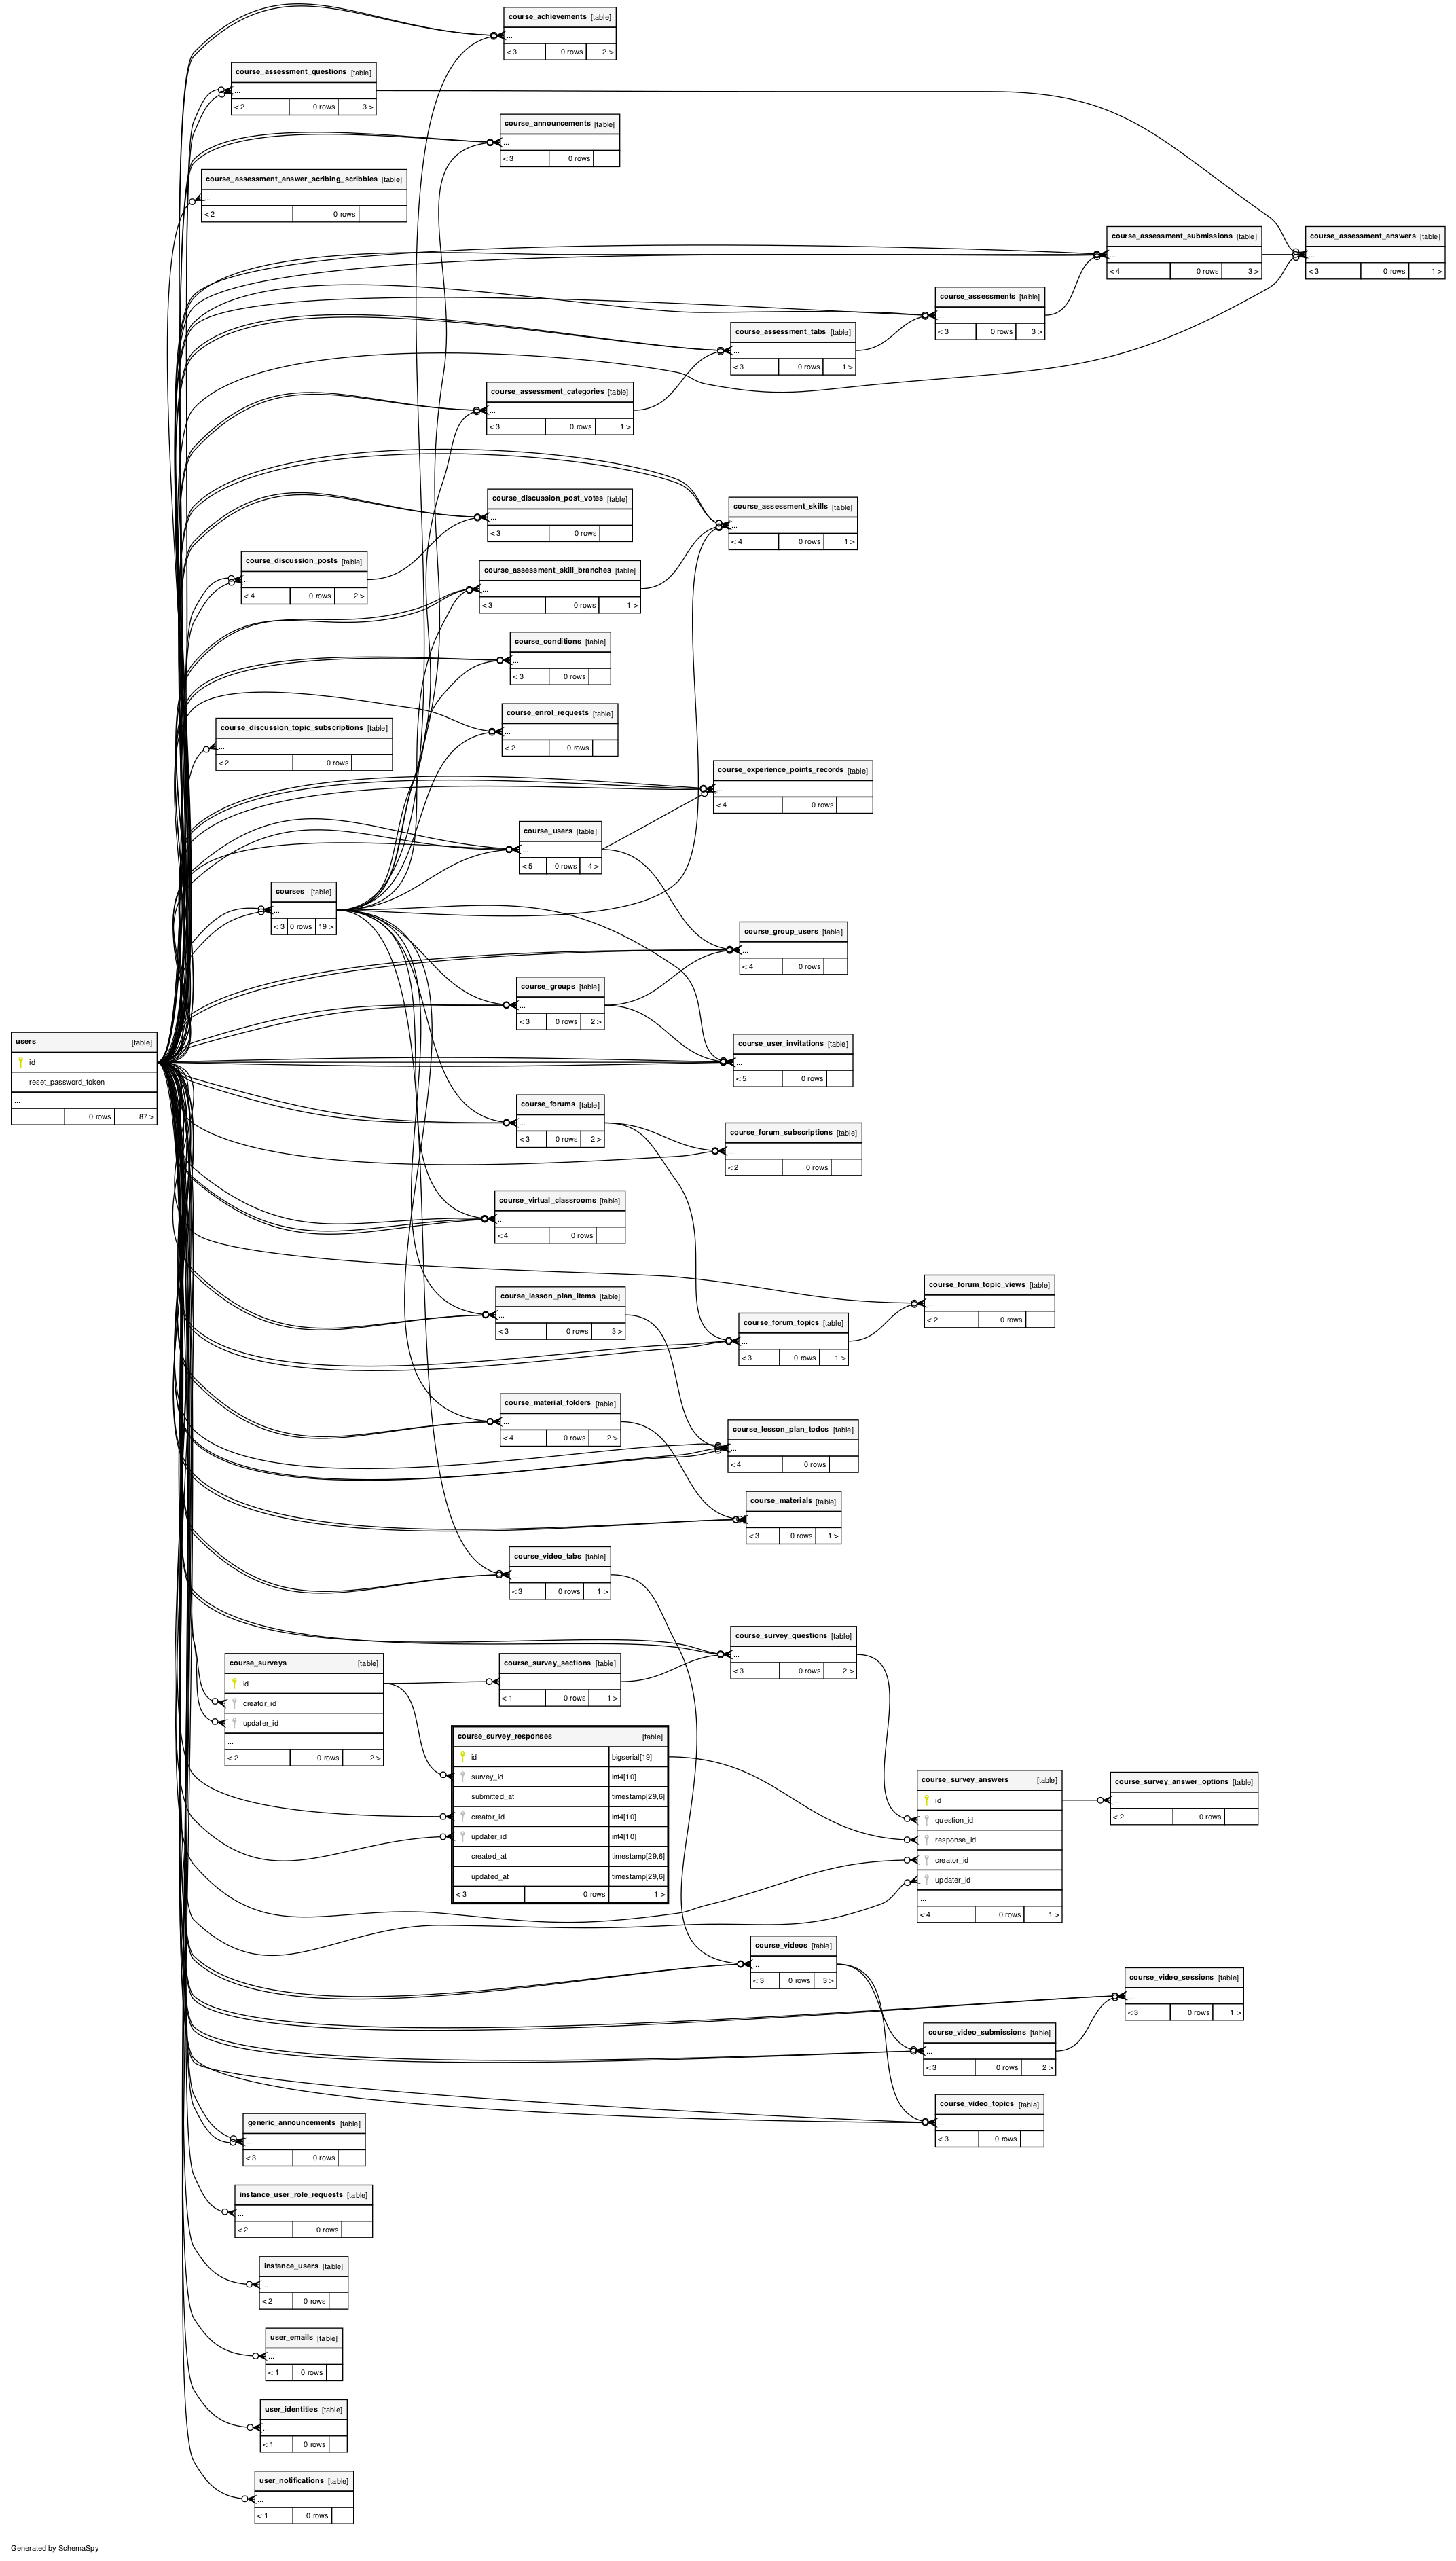 course_achievements [table]
...
< 3 0 rows 2 >
course_assessment_questions [table]
...
< 2 0 rows 3 >
course_announcements [table]
...
< 3 0 rows
course_assessment_answer_scribing_scribbles [table]
...
< 2 0 rows
course_assessment_submissions [table]
...
< 4 0 rows 3 >
course_assessment_answers [table]
...
< 3 0 rows 1 >
course_assessments [table]
...
< 3 0 rows 3 >
course_assessment_tabs [table]
...
< 3 0 rows 1 >
course_assessment_categories [table]
...
< 3 0 rows 1 >
course_discussion_post_votes [table]
...
< 3 0 rows
course_assessment_skills [table]
...
< 4 0 rows 1 >
course_discussion_posts [table]
...
< 4 0 rows 2 >
course_assessment_skill_branches [table]
...
< 3 0 rows 1 >
course_conditions [table]
...
< 3 0 rows
course_enrol_requests [table]
...
< 2 0 rows
course_discussion_topic_subscriptions [table]
...
< 2 0 rows
course_experience_points_records [table]
...
< 4 0 rows
course_users [table]
...
< 5 0 rows 4 >
courses [table]
...
< 3 0 rows 19 >
course_group_users [table]
...
< 4 0 rows
course_groups [table]
...
< 3 0 rows 2 >
users [table]
id
reset_password_token
...
0 rows 87 >
course_user_invitations [table]
...
< 5 0 rows
course_forums [table]
...
< 3 0 rows 2 >
course_forum_subscriptions [table]
...
< 2 0 rows
course_virtual_classrooms [table]
...
< 4 0 rows
course_forum_topic_views [table]
...
< 2 0 rows
course_lesson_plan_items [table]
...
< 3 0 rows 3 >
course_forum_topics [table]
...
< 3 0 rows 1 >
course_material_folders [table]
...
< 4 0 rows 2 >
course_lesson_plan_todos [table]
...
< 4 0 rows
course_materials [table]
...
< 3 0 rows 1 >
course_video_tabs [table]
...
< 3 0 rows 1 >
course_survey_questions [table]
...
< 3 0 rows 2 >
course_surveys [table]
id
creator_id
updater_id
...
< 2 0 rows 2 >
course_survey_sections [table]
...
< 1 0 rows 1 >
course_survey_responses [table]
id bigserial[19]
survey_id int4[10]
submitted_at timestamp[29,6]
creator_id int4[10]
updater_id int4[10]
created_at timestamp[29,6]
updated_at timestamp[29,6]
< 3 0 rows 1 >
course_survey_answers [table]
id
question_id
response_id
creator_id
updater_id
...
< 4 0 rows 1 >
course_survey_answer_options [table]
...
< 2 0 rows
course_videos [table]
...
< 3 0 rows 3 >
course_video_sessions [table]
...
< 3 0 rows 1 >
course_video_submissions [table]
...
< 3 0 rows 2 >
course_video_topics [table]
...
< 3 0 rows
generic_announcements [table]
...
< 3 0 rows
instance_user_role_requests [table]
...
< 2 0 rows
instance_users [table]
...
< 2 0 rows
user_emails [table]
...
< 1 0 rows
user_identities [table]
...
< 1 0 rows
user_notifications [table]
...
< 1 0 rows
Generated by SchemaSpy